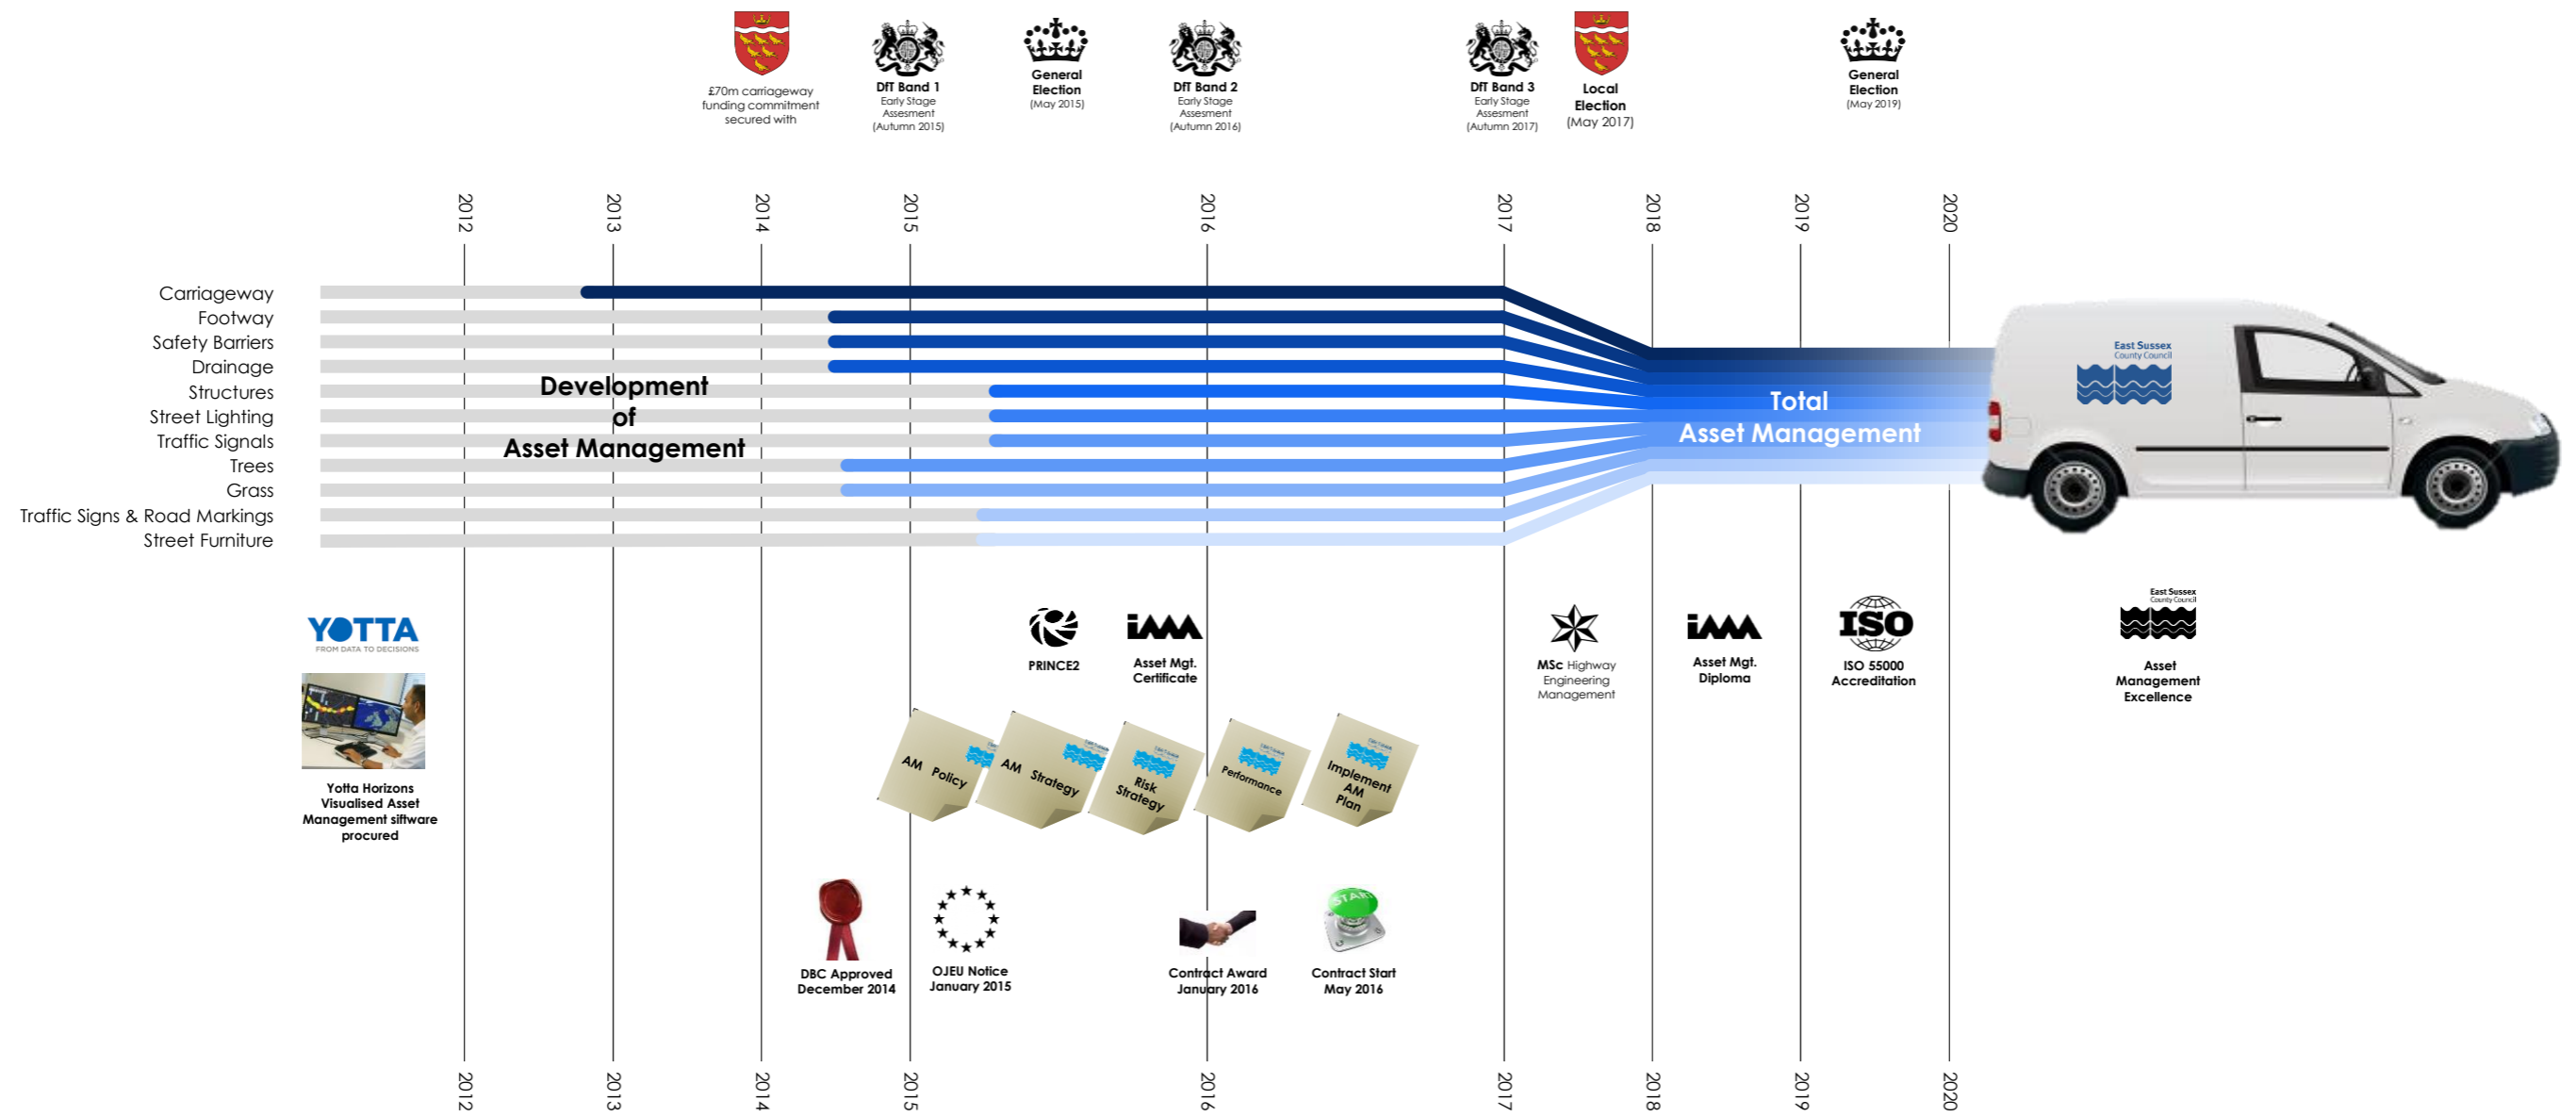 £70m carriageway
funding commitment
secured with
DfT Band 1
Early Stage
Assesment
(Autumn 2015)
General
Election
(May 2015)
DfT Band 2
Early Stage
Assesment
(Autumn 2016)
DfT Band 3
Early Stage
Assesment
(Autumn 2017)
Local
Election
(May 2017)
General
Election
(May 2019)
2012
2013
2014
2015
2016
2017
2018
2019
2020
Carriageway
Footway
Safety Barriers
Drainage
Structures
Street Lighting
Traffic Signals
Trees
Grass
Traffic Signs & Road Markings
Street Furniture
Development
of
Asset Management
Total
Asset Management
East Sussex
County Council
YOTTA
FROM DATA TO DECISIONS
Yotta Horizons
Visualised Asset
Management siftware
procured
PRINCE2
iAM
Asset Mgt.
Certificate
MSc Highway
Engineering
Management
iAM
Asset Mgt.
Diploma
ISO
ISO 55000
Accreditation
East Sussex
County Council
Asset
Management
Excellence
AM Policy
AM Strategy
Risk
Strategy
Performance
Implement
AM
Plan
DBC Approved
December 2014
OJEU Notice
January 2015
Contract Award
January 2016
START
Contract Start
May 2016
2012
2013
2014
2015
2016
2017
2018
2019
2020